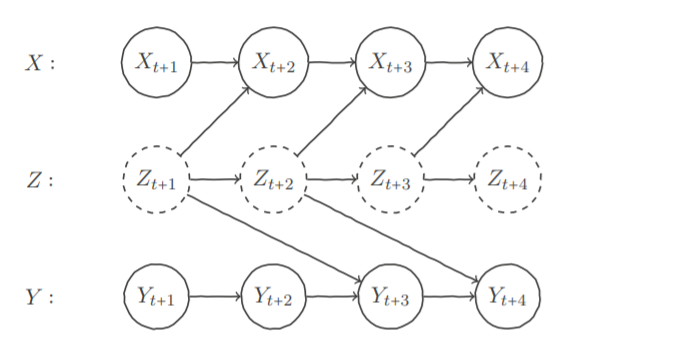 X : X_{t+1} X_{t+2} X_{t+3} X_{t+4}
Z : Z_{t+1} Z_{t+2} Z_{t+3} Z_{t+4}
Y : Y_{t+1} Y_{t+2} Y_{t+3} Y_{t+4}